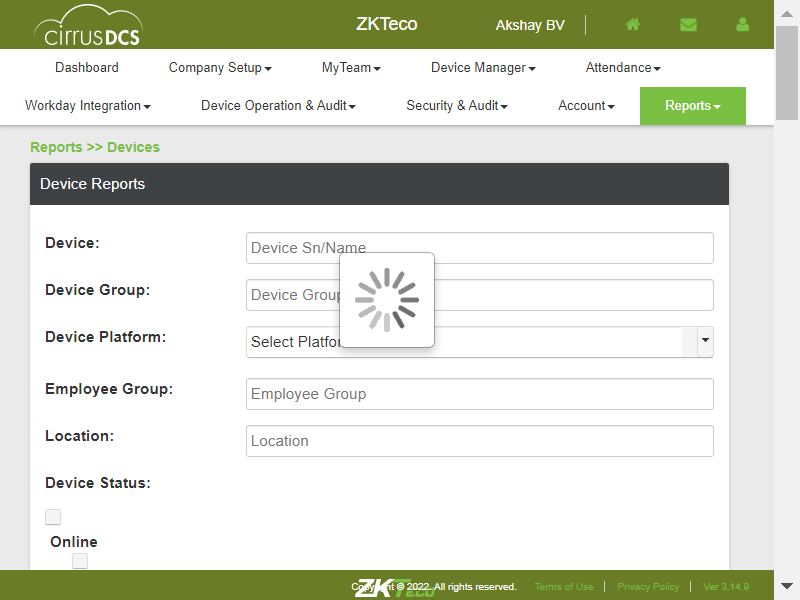 cirrusDCS
ZKTeco
Akshay BV
Dashboard
Company Setup
MyTeam
Device Manager
Attendance
Workday Integration
Device Operation & Audit
Security & Audit
Account
Reports
Reports >> Devices
Device Reports
Device:
Device Sn/Name
Device Group:
Device Group
Device Platform:
Select Platfor
Employee Group:
Employee Group
Location:
Location
Device Status:
Online
Copyright © 2022. All rights reserved.
ZKTeco
Terms of Use
Privacy Policy
Ver 3.14.9